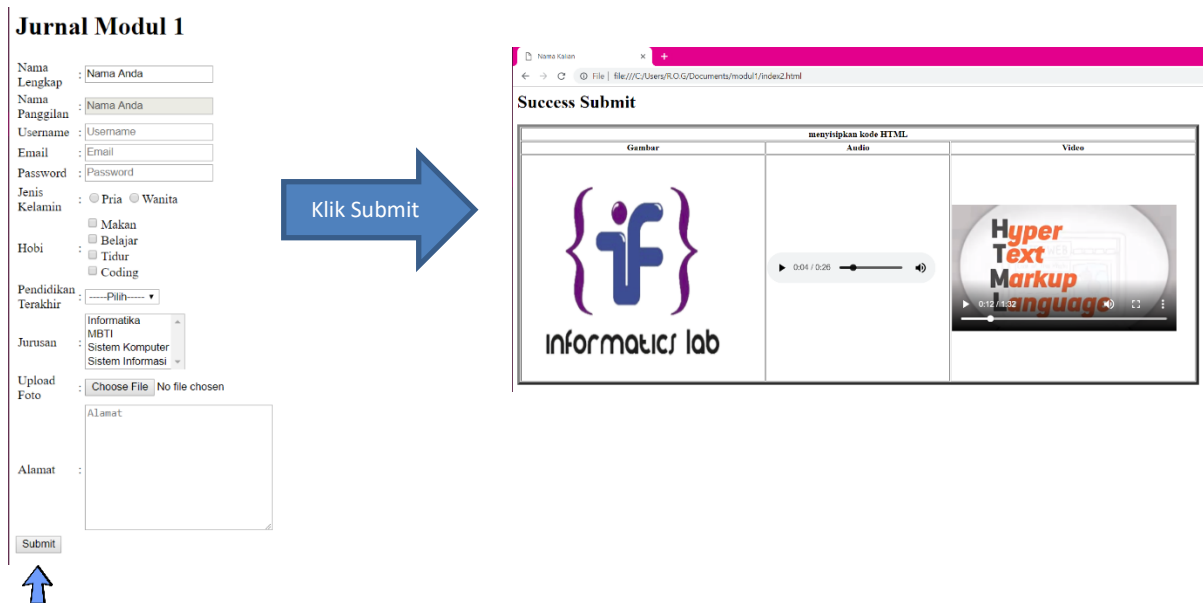 Jurnal Modul 1
Nama
Lengkap : Nama Anda
Nama
Panggilan : Nama Anda
Username : Username
Email : Email
Password : Password
Jenis
Kelamin : Pria Wanita
Hobi :
Makan
Belajar
Tidur
Coding
Pendidikan
Terakhir : -----Pilih-----
Jurusan :
Informatika
MBTI
Sistem Komputer
Sistem Informasi
Upload
Foto : Choose File No file chosen
Alamat :
Alamat
Submit
Klik Submit
Nama Kalian
File | file:///C:/Users/R.O.G/Documents/modul1/index2.html
Success Submit
menyisipkan kode HTML
Gambar Audio Video
{if}
informatics lab
0:04 / 0:26
Hyper
Text
Markup
Language
0:12 / 1:32